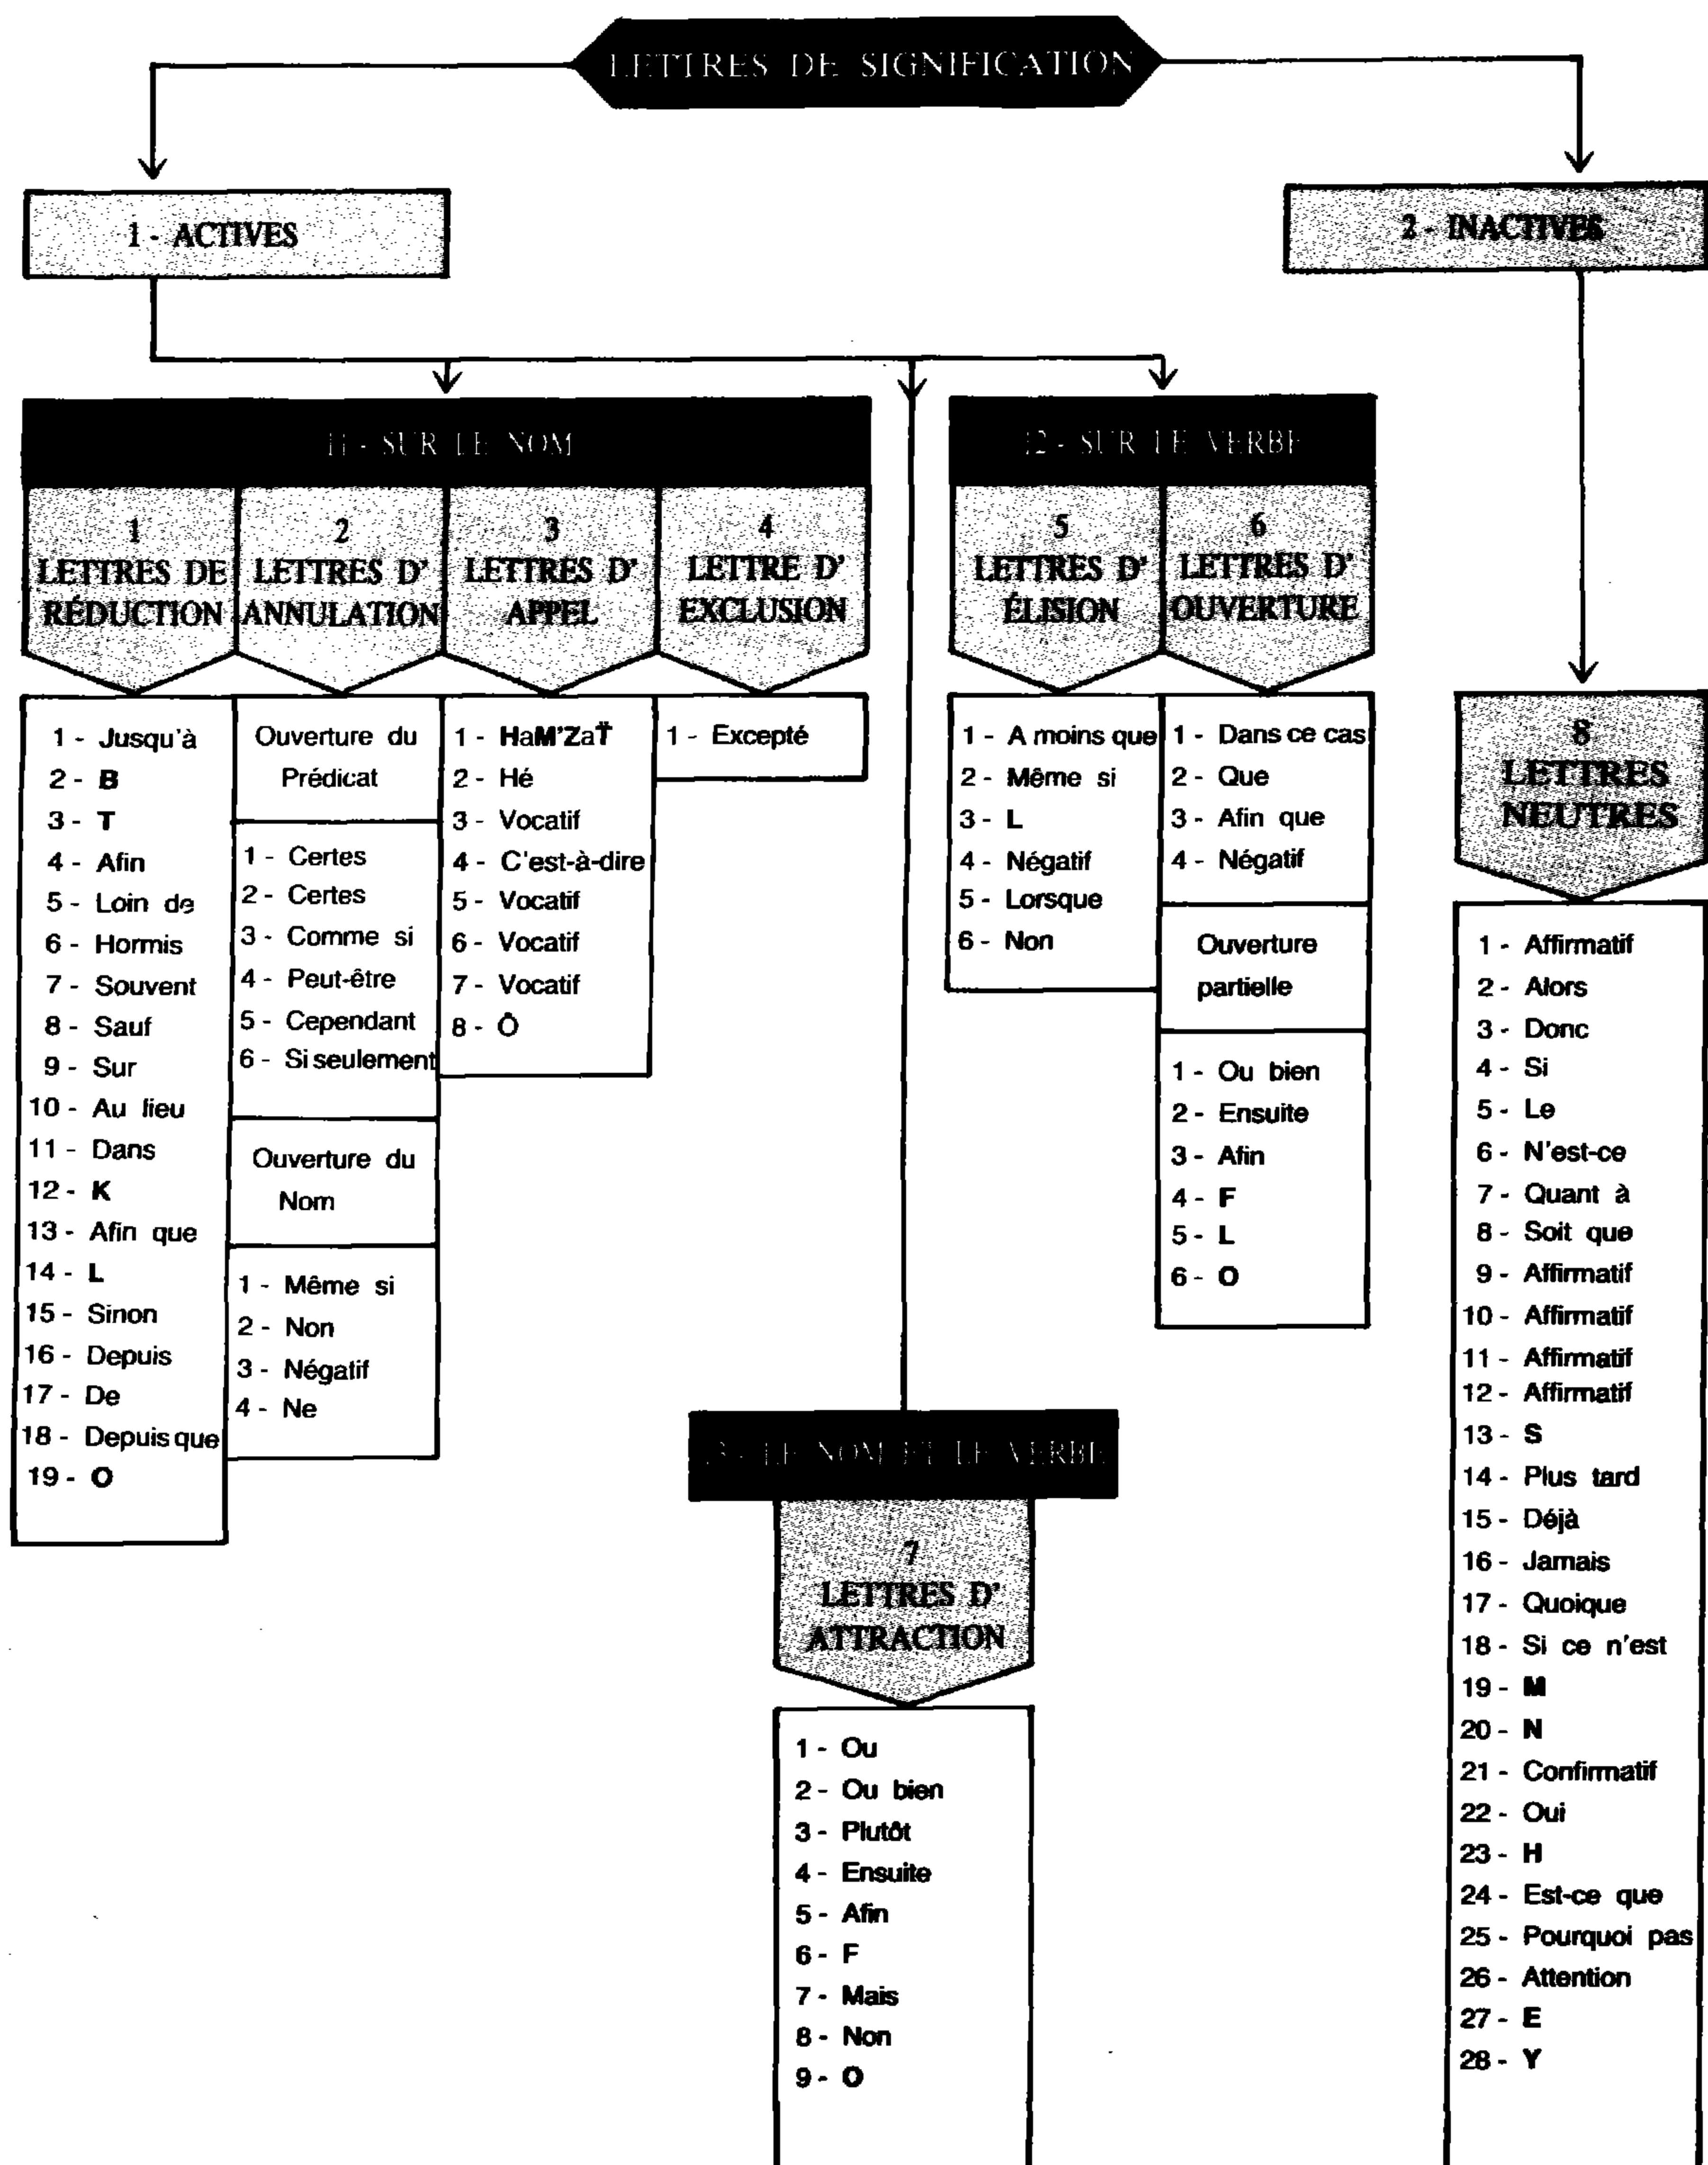 LETTRES DE SIGNIFICATION
1 - ACTIVES
2 - INACTIVES
11 - SUR LE NOM
12 - SUR LE VERBE
1
LETTRES DE
RÉDUCTION
2
LETTRES D'
ANNULATION
3
LETTRES D'
APPEL
4
LETTRE D'
EXCLUSION
5
LETTRES D'
ÉLISION
6
LETTRES D'
OUVERTURE
1 - Jusqu'à
2 - B
3 - T
4 - Afin
5 - Loin de
6 - Hormis
7 - Souvent
8 - Sauf
9 - Sur
10 - Au lieu
11 - Dans
12 - K
13 - Afin que
14 - L
15 - Sinon
16 - Depuis
17 - De
18 - Depuis que
19 - O
Ouverture du
Prédicat
1 - Certes
2 - Certes
3 - Comme si
4 - Peut-être
5 - Cependant
6 - Si seulement
Ouverture du
Nom
1 - Même si
2 - Non
3 - Négatif
4 - Ne
1 - HaM'ZaT̈
2 - Hé
3 - Vocatif
4 - C'est-à-dire
5 - Vocatif
6 - Vocatif
7 - Vocatif
8 - Ô
1 - Excepté
1 - A moins que
2 - Même si
3 - L
4 - Négatif
5 - Lorsque
6 - Non
1 - Dans ce cas
2 - Que
3 - Afin que
4 - Négatif
Ouverture
partielle
1 - Ou bien
2 - Ensuite
3 - Afin
4 - F
5 - L
6 - O
LE NOM ET LE VERBE
7
LETTRES D'
ATTRACTION
1 - Ou
2 - Ou bien
3 - Plutôt
4 - Ensuite
5 - Afin
6 - F
7 - Mais
8 - Non
9 - O
8
LETTRES
NEUTRES
1 - Affirmatif
2 - Alors
3 - Donc
4 - Si
5 - Le
6 - N'est-ce
7 - Quant à
8 - Soit que
9 - Affirmatif
10 - Affirmatif
11 - Affirmatif
12 - Affirmatif
13 - S
14 - Plus tard
15 - Déjà
16 - Jamais
17 - Quoique
18 - Si ce n'est
19 - M
20 - N
21 - Confirmatif
22 - Oui
23 - H
24 - Est-ce que
25 - Pourquoi pas
26 - Attention
27 - E
28 - Y